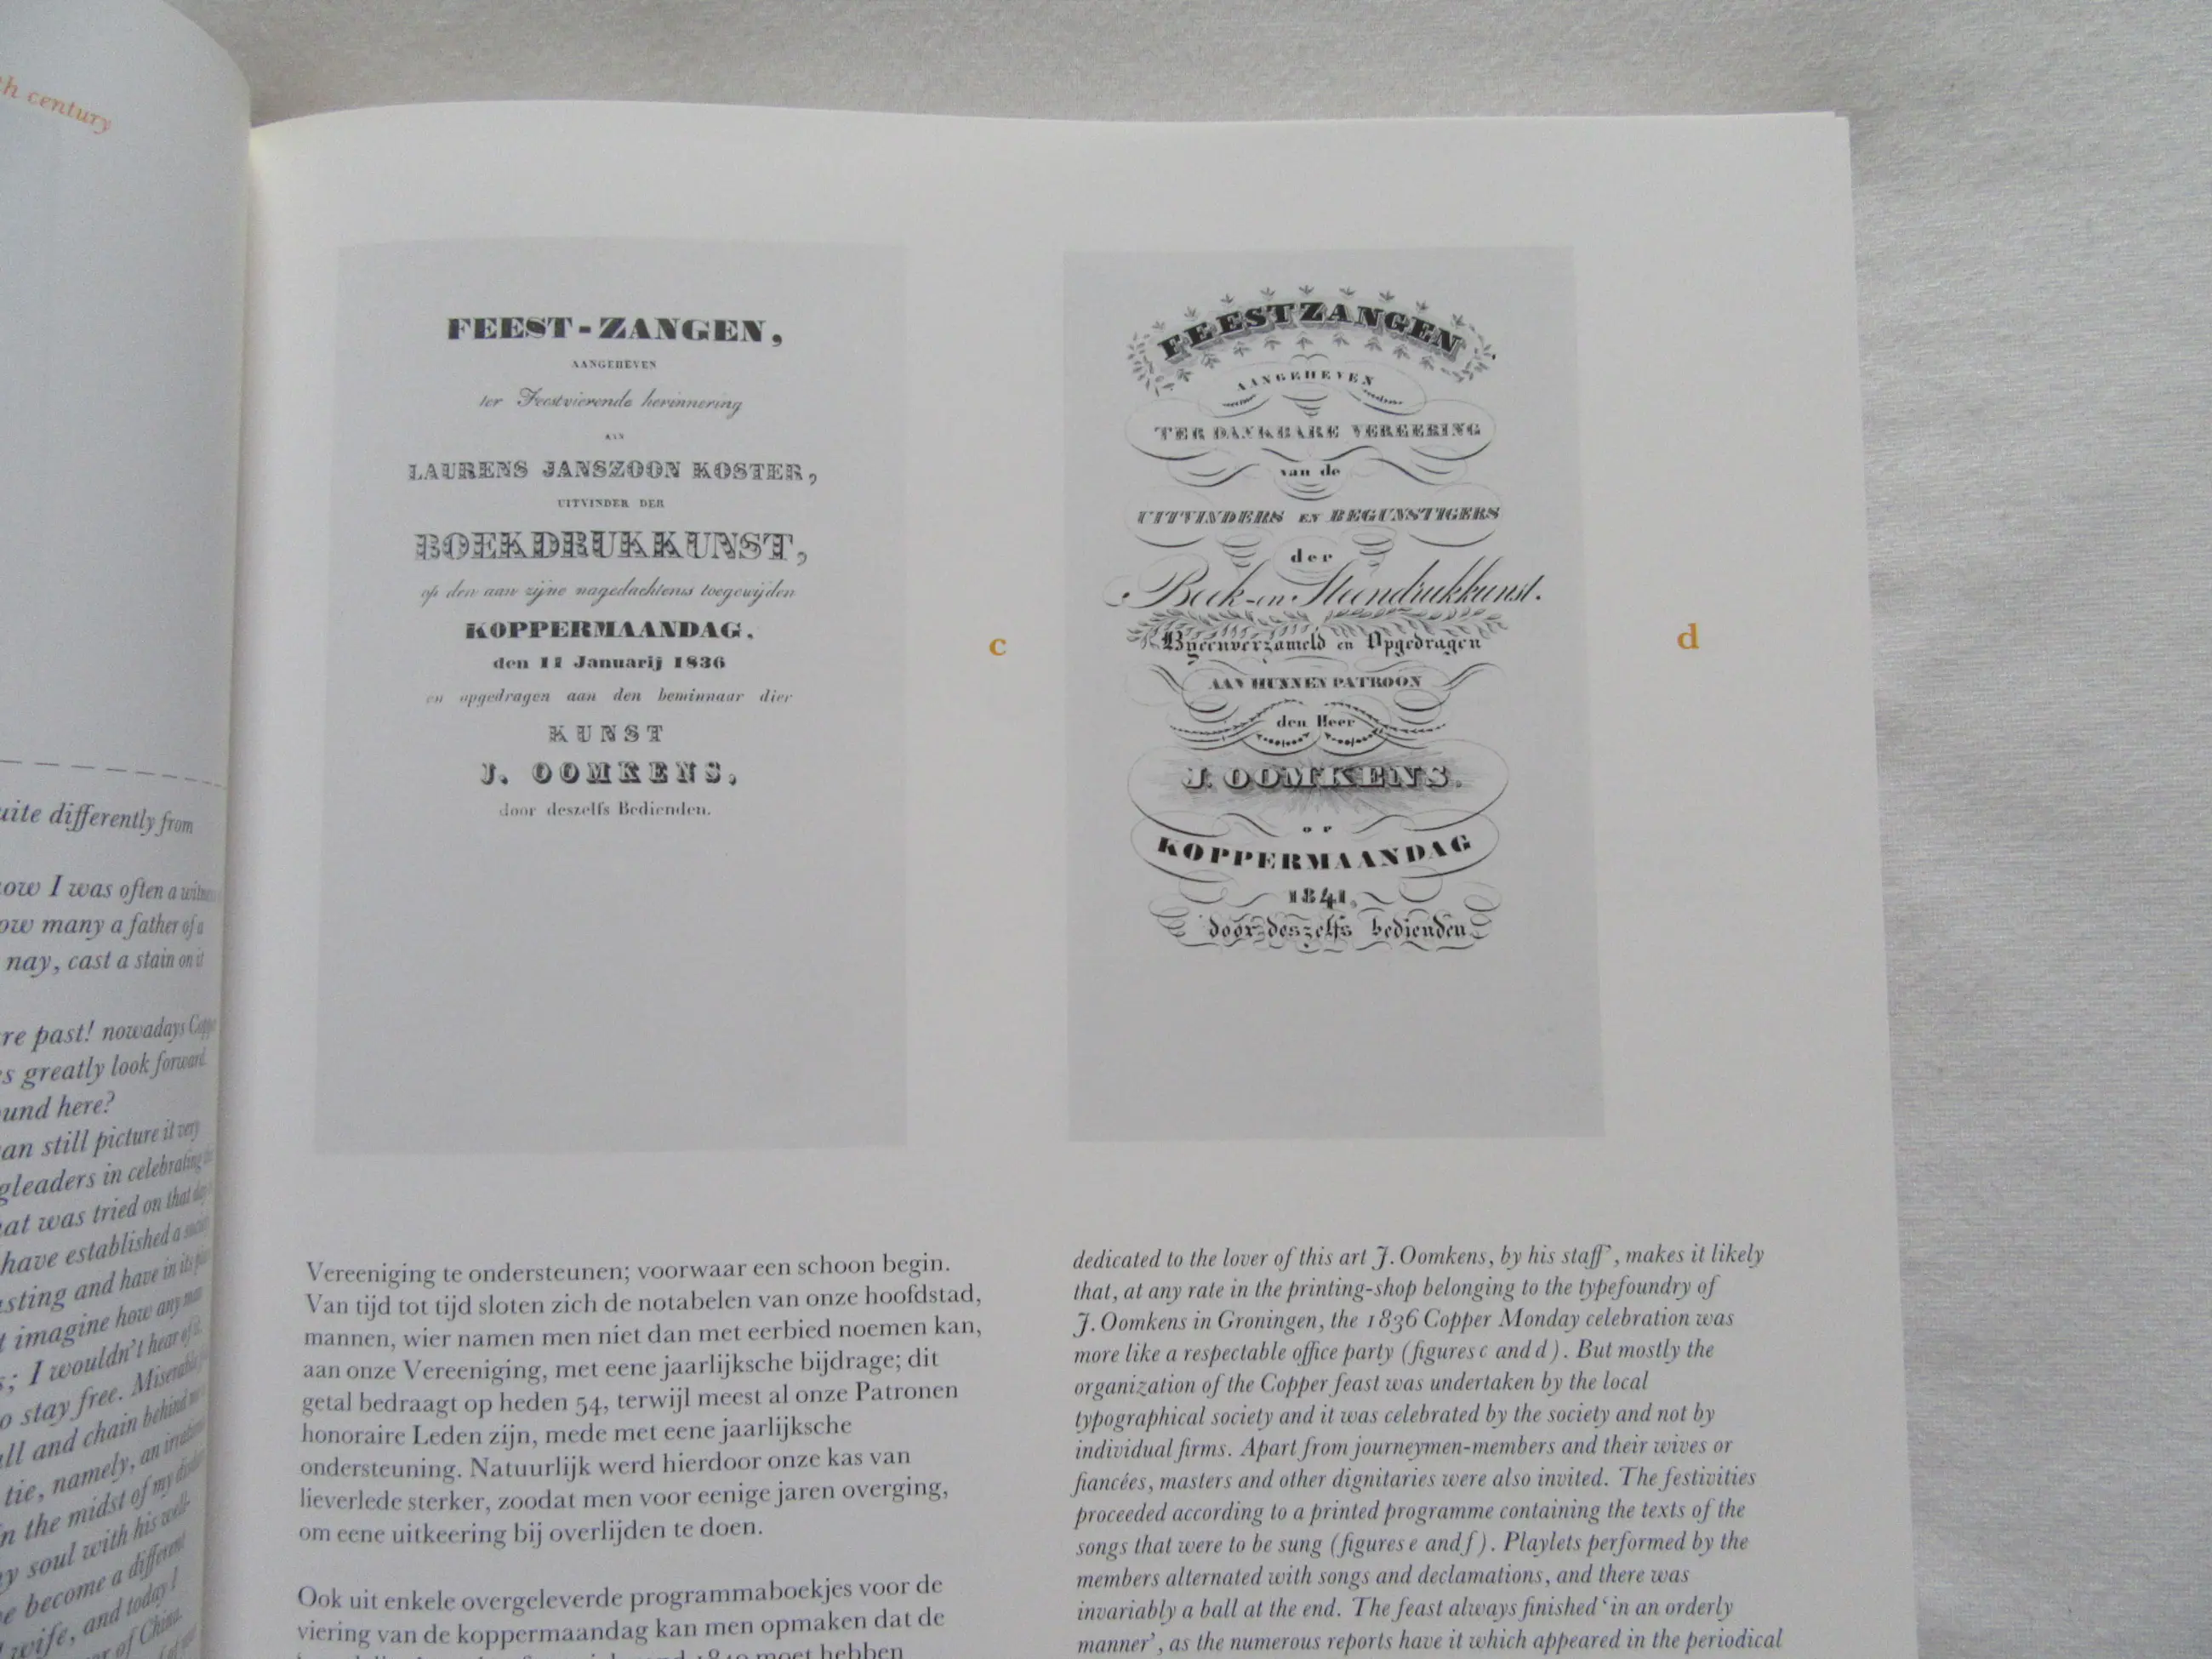 th century
uite differently from
ow I was often a
ow many a father of a
nay, cast a stain on it
re past! nowadays
s greatly look forward.
ound here?
an still picture it very
gleaders in celebrating
hat was tried on that day
have established a
sting and have in its
t imagine how any man
s; I wouldn't hear of it.
o stay free.
all and chain behind
tie, namely, an
n the midst of my
y soul with his
e become a different
wife, and today I
or of China.
FEEST-ZANGEN,
AANGEHEVEN
ter Feestvierende herinnering
AAN
LAURENS JANSZOON KOSTER,
UITVINDER DER
BOEKDRUKKUNST,
op den aan zijne nagedachtenis toegewijden
KOPPERMAANDAG,
den 11 Januarij 1836
en opgedragen aan den beminnaar dier
KUNST
J. OOMKENS,
door deszelfs Bedienden.
c
FEESTZANGEN
AANGEHEVEN
TER DANKBARE VEREERING
van de
UITVINDERS EN BEGUNSTIGERS
der
Boek-en Steendrukkunst.
Bijeenverzameld en Opgedragen
AAN HUNNEN PATROON
den Heer
J. OOMKENS.
OP
KOPPERMAANDAG
1841,
door deszelfs bedienden
d
Vereeniging te ondersteunen; voorwaar een schoon begin.
Van tijd tot tijd sloten zich de notabelen van onze hoofdstad,
mannen, wier namen men niet dan met eerbied noemen kan,
aan onze Vereeniging, met eene jaarlijksche bijdrage; dit
getal bedraagt op heden 54, terwijl meest al onze Patronen
honoraire Leden zijn, mede met eene jaarlijksche
ondersteuning. Natuurlijk werd hierdoor onze kas van
lieverlede sterker, zoodat men voor eenige jaren overging,
om eene uitkeering bij overlijden te doen.
Ook uit enkele overgeleverde programmaboekjes voor de
viering van de koppermaandag kan men opmaken dat de
1840 moet hebben
dedicated to the lover of this art J. Oomkens, by his staff', makes it likely
that, at any rate in the printing-shop belonging to the typefoundry of
J. Oomkens in Groningen, the 1836 Copper Monday celebration was
more like a respectable office party (figures c and d). But mostly the
organization of the Copper feast was undertaken by the local
typographical society and it was celebrated by the society and not by
individual firms. Apart from journeymen-members and their wives or
fiancées, masters and other dignitaries were also invited. The festivities
proceeded according to a printed programme containing the texts of the
songs that were to be sung (figures e and f). Playlets performed by the
members alternated with songs and declamations, and there was
invariably a ball at the end. The feast always finished 'in an orderly
manner', as the numerous reports have it which appeared in the periodical